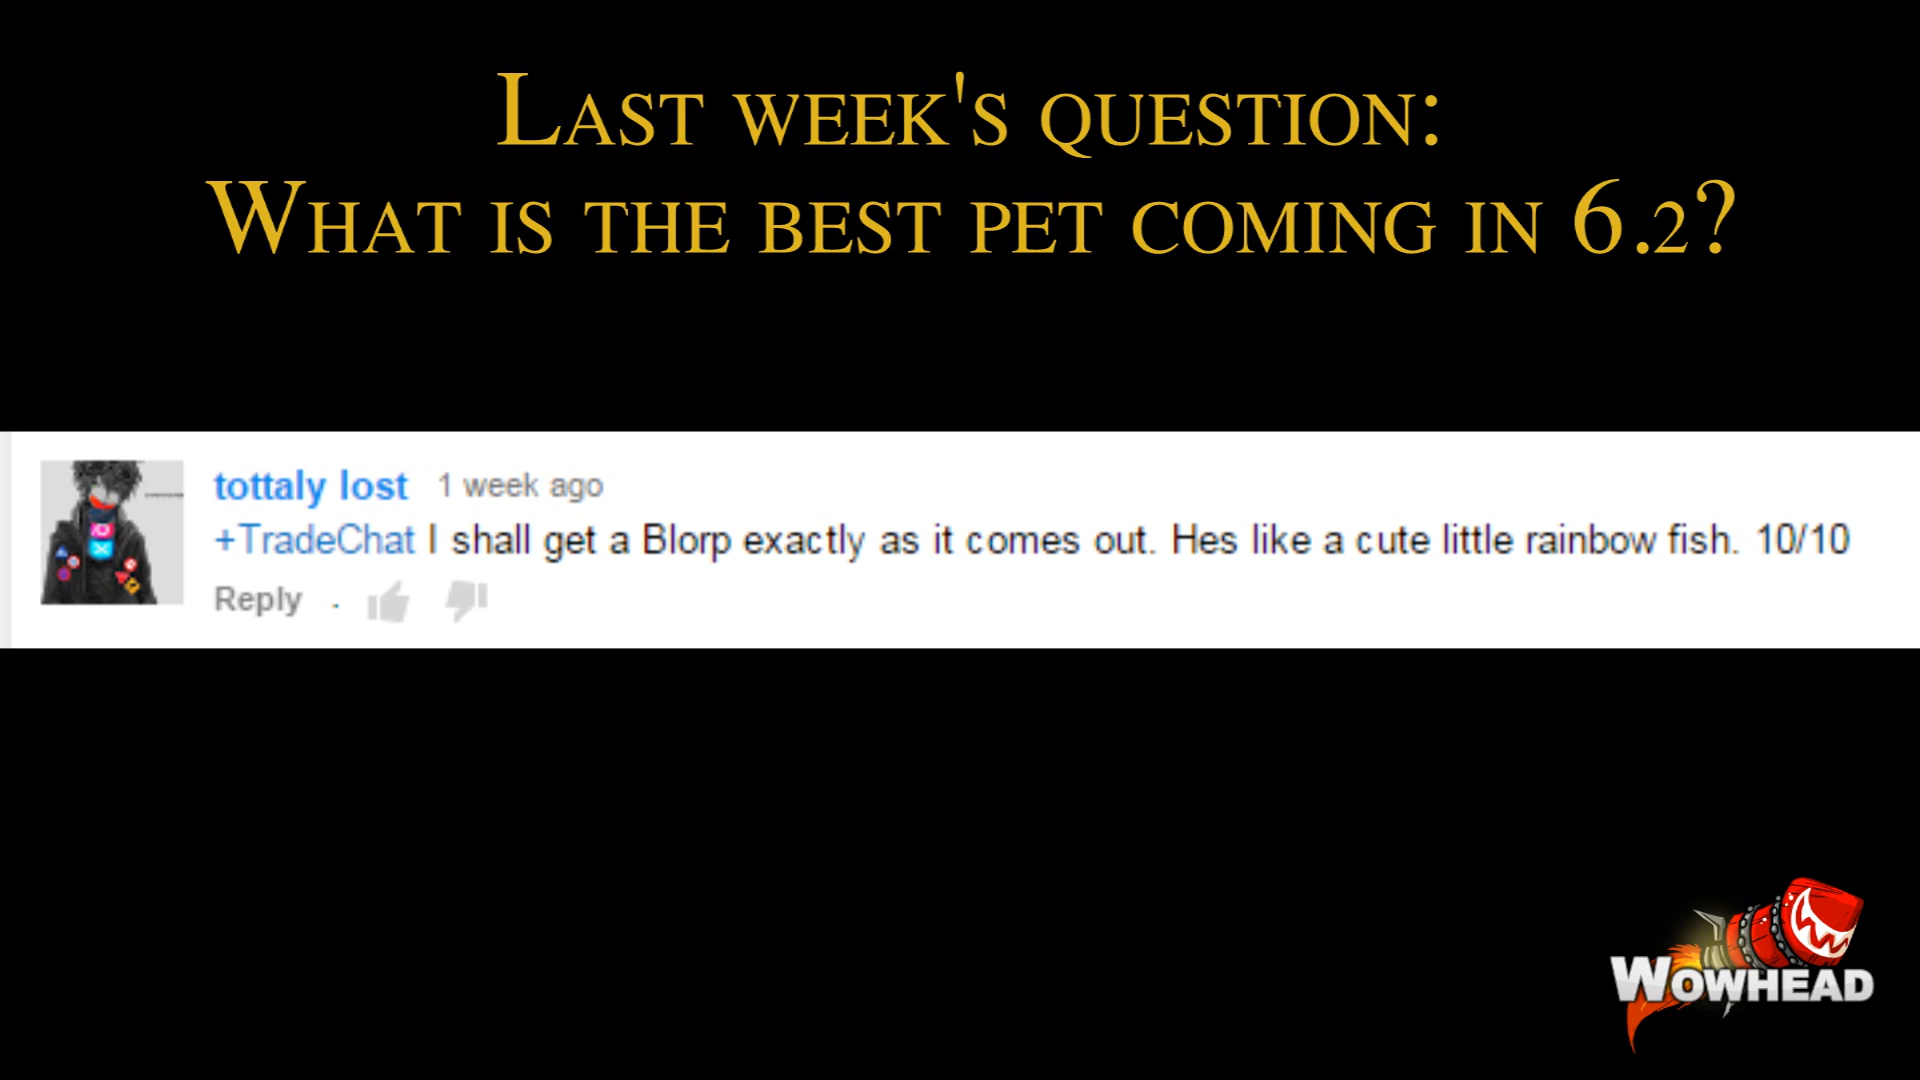 Last week's question:
What is the best pet coming in 6.2?
tottaly lost 1 week ago
+TradeChat I shall get a Blorp exactly as it comes out. Hes like a cute little rainbow fish. 10/10
Reply .
Wowhead